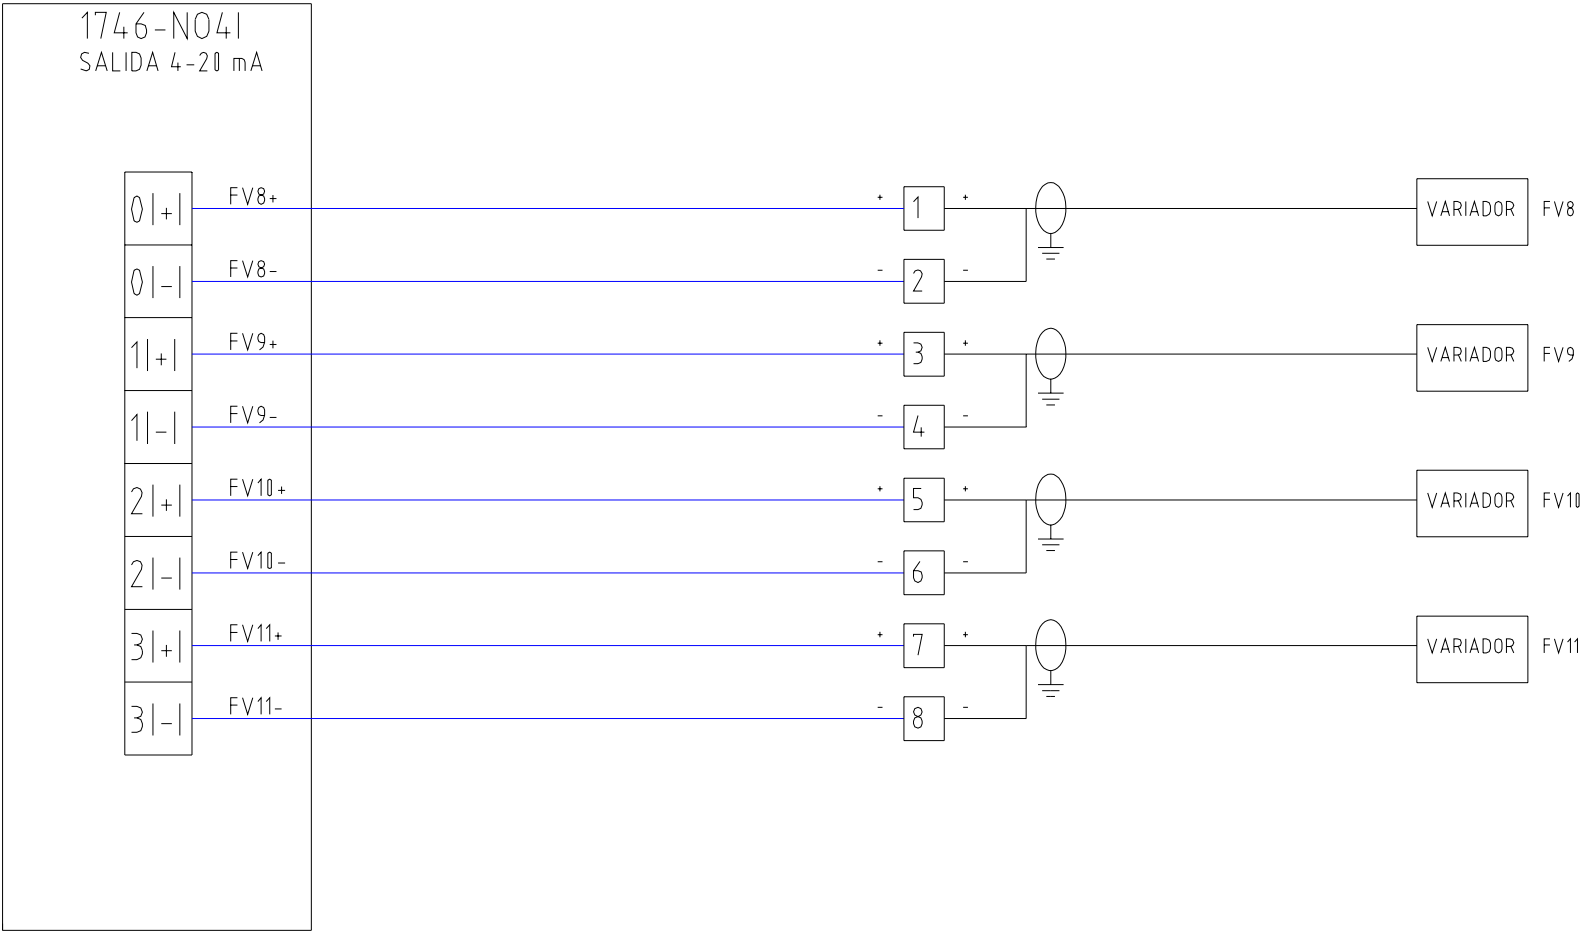 1746-NO4I
SALIDA 4-20 mA
0|+| FV8+ + 1 + VARIADOR FV8
0|-| FV8- - 2 -
1|+| FV9+ + 3 + VARIADOR FV9
1|-| FV9- - 4 -
2|+| FV10+ + 5 + VARIADOR FV10
2|-| FV10- - 6 -
3|+| FV11+ + 7 + VARIADOR FV11
3|-| FV11- - 8 -